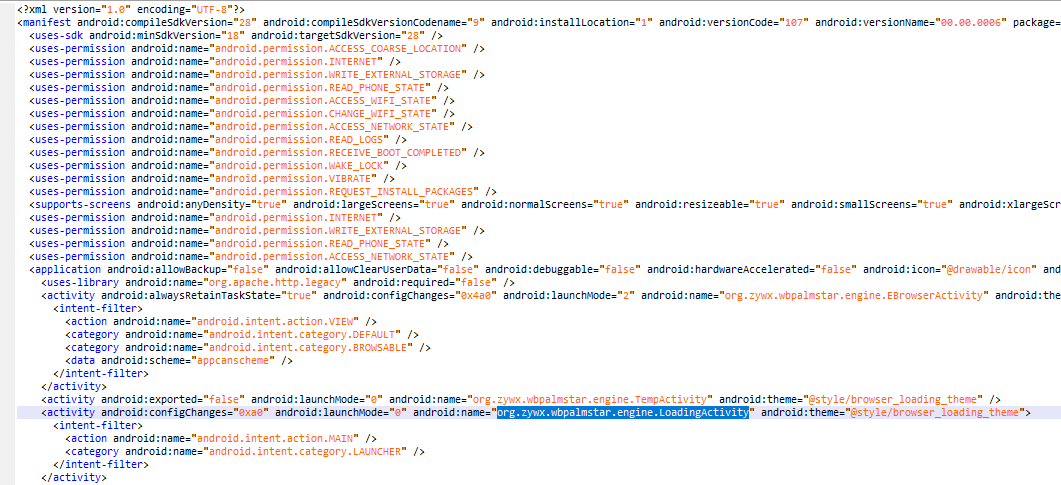 <?xml version="1.0" encoding="UTF-8"?>
<manifest android:compileSdkVersion="28" android:compileSdkVersionCodename="9" android:installLocation="1" android:versionCode="107" android:versionName="00.00.0006" package=
<uses-sdk android:minSdkVersion="18" android:targetSdkVersion="28" />
<uses-permission android:name="android.permission.ACCESS_COARSE_LOCATION" />
<uses-permission android:name="android.permission.INTERNET" />
<uses-permission android:name="android.permission.WRITE_EXTERNAL_STORAGE" />
<uses-permission android:name="android.permission.READ_PHONE_STATE" />
<uses-permission android:name="android.permission.ACCESS_WIFI_STATE" />
<uses-permission android:name="android.permission.CHANGE_WIFI_STATE" />
<uses-permission android:name="android.permission.ACCESS_NETWORK_STATE" />
<uses-permission android:name="android.permission.READ_LOGS" />
<uses-permission android:name="android.permission.RECEIVE_BOOT_COMPLETED" />
<uses-permission android:name="android.permission.WAKE_LOCK" />
<uses-permission android:name="android.permission.VIBRATE" />
<uses-permission android:name="android.permission.REQUEST_INSTALL_PACKAGES" />
<supports-screens android:anyDensity="true" android:largeScreens="true" android:normalScreens="true" android:resizeable="true" android:smallScreens="true" android:xlargeScr
<uses-permission android:name="android.permission.INTERNET" />
<uses-permission android:name="android.permission.WRITE_EXTERNAL_STORAGE" />
<uses-permission android:name="android.permission.READ_PHONE_STATE" />
<uses-permission android:name="android.permission.ACCESS_NETWORK_STATE" />
<application android:allowBackup="false" android:allowClearUserData="false" android:debuggable="false" android:hardwareAccelerated="false" android:icon="@drawable/icon" and
<uses-library android:name="org.apache.http.legacy" android:required="false" />
<activity android:alwaysRetainTaskState="true" android:configChanges="0x4a0" android:launchMode="2" android:name="org.zywx.wbpalmstar.engine.EBrowserActivity" android:the
<intent-filter>
<action android:name="android.intent.action.VIEW" />
<category android:name="android.intent.category.DEFAULT" />
<category android:name="android.intent.category.BROWSABLE" />
<data android:scheme="appcanscheme" />
</intent-filter>
</activity>
<activity android:exported="false" android:launchMode="0" android:name="org.zywx.wbpalmstar.engine.TempActivity" android:theme="@style/browser_loading_theme" />
<activity android:configChanges="0xa0" android:launchMode="0" android:name="org.zywx.wbpalmstar.engine.LoadingActivity" android:theme="@style/browser_loading_theme">
<intent-filter>
<action android:name="android.intent.action.MAIN" />
<category android:name="android.intent.category.LAUNCHER" />
</intent-filter>
</activity>